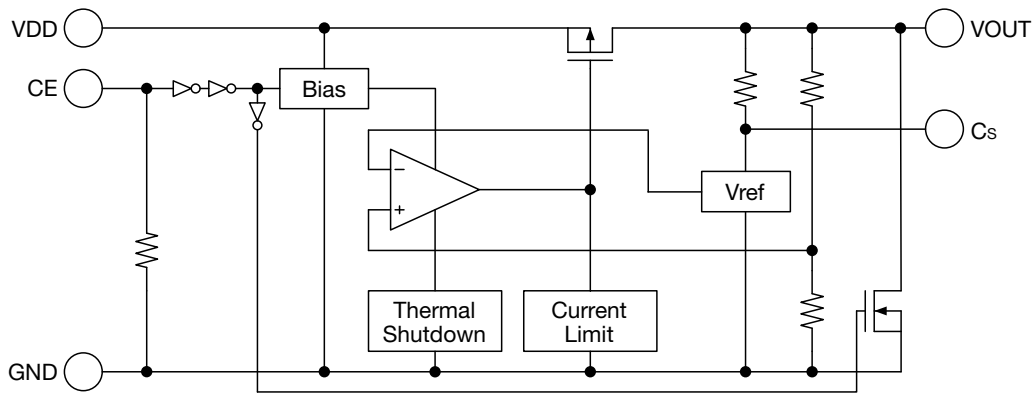 VDD
VOUT
CE
Bias
Cs
−
Vref
+
Thermal
Shutdown
Current
Limit
GND